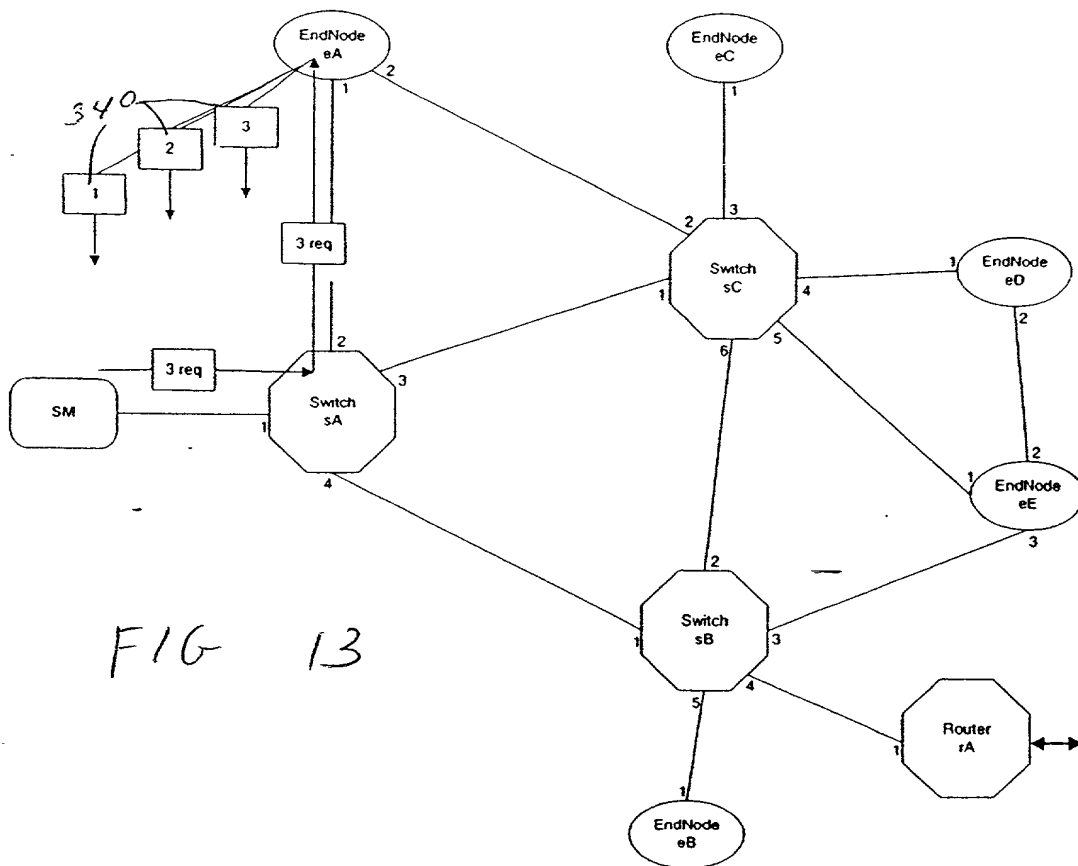 EndNode
eA
1
2
EndNode
eC
1
340
3
2
1
3 req
2
3
Switch
sC
1
4
5
6
1
EndNode
eD
2
3 req
SM
2
3
Switch
sA
1
4
2
1
EndNode
eE
3
FIG 13
2
Switch
sB
1
3
4
5
1
Router
rA
1
EndNode
eB